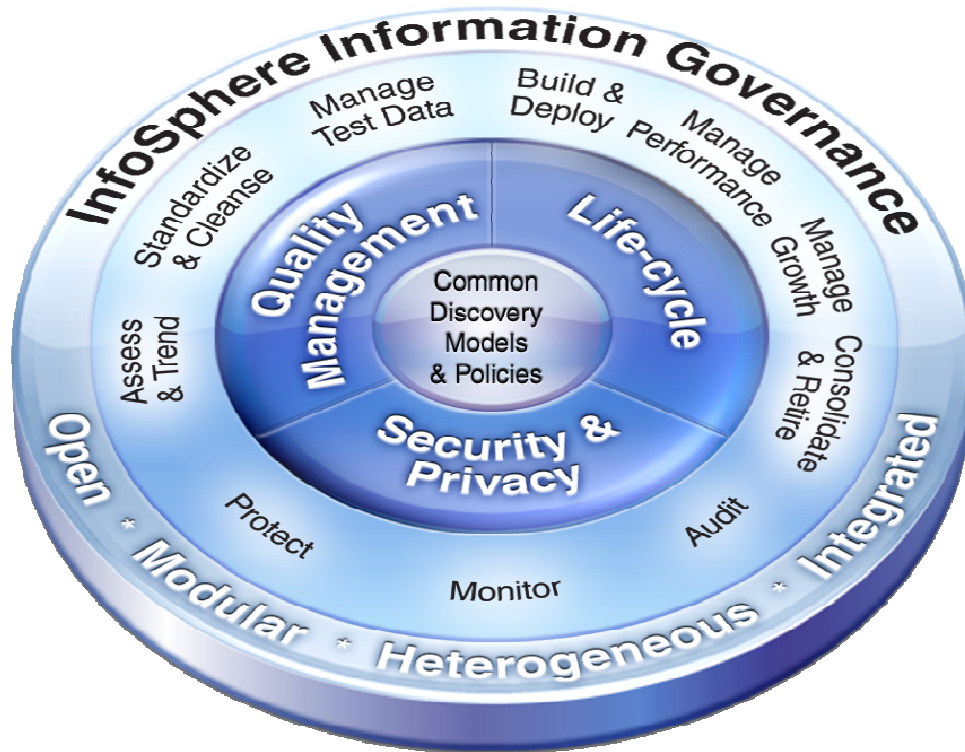 InfoSphere Information Governance
Manage
Test Data
Build &
Deploy
Manage
Performance
Standardize
& Cleanse
Manage
Growth
Assess
& Trend
Consolidate
& Retire
Quality
Management
Life-cycle
Common
Discovery
Models
& Policies
Security &
Privacy
Protect
Monitor
Audit
Open * Modular * Heterogeneous * Integrated